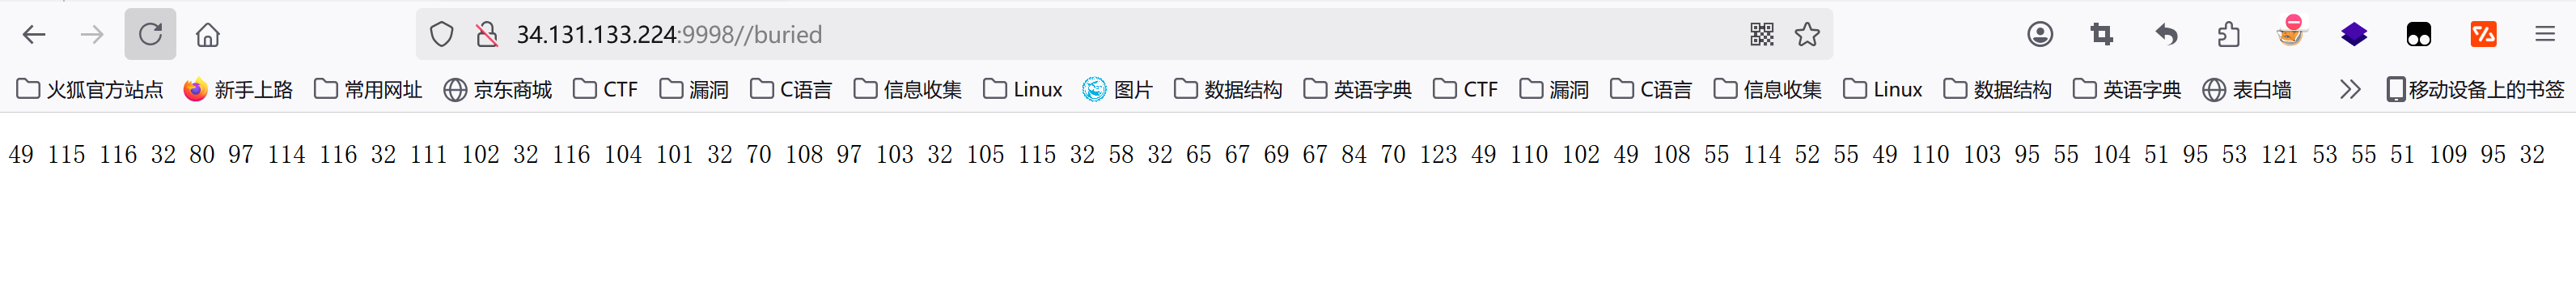 34.131.133.224:9998//buried
火狐官方站点 新手上路 常用网址 京东商城 CTF 漏洞 C语言 信息收集 Linux 图片 数据结构 英语字典 CTF 漏洞 C语言 信息收集 Linux 数据结构 英语字典 表白墙 移动设备上的书签
49 115 116 32 80 97 114 116 32 111 102 32 116 104 101 32 70 108 97 103 32 105 115 32 58 32 65 67 69 67 84 70 123 49 110 102 49 108 55 114 52 55 49 110 103 95 55 104 51 95 53 121 53 55 51 109 95 32